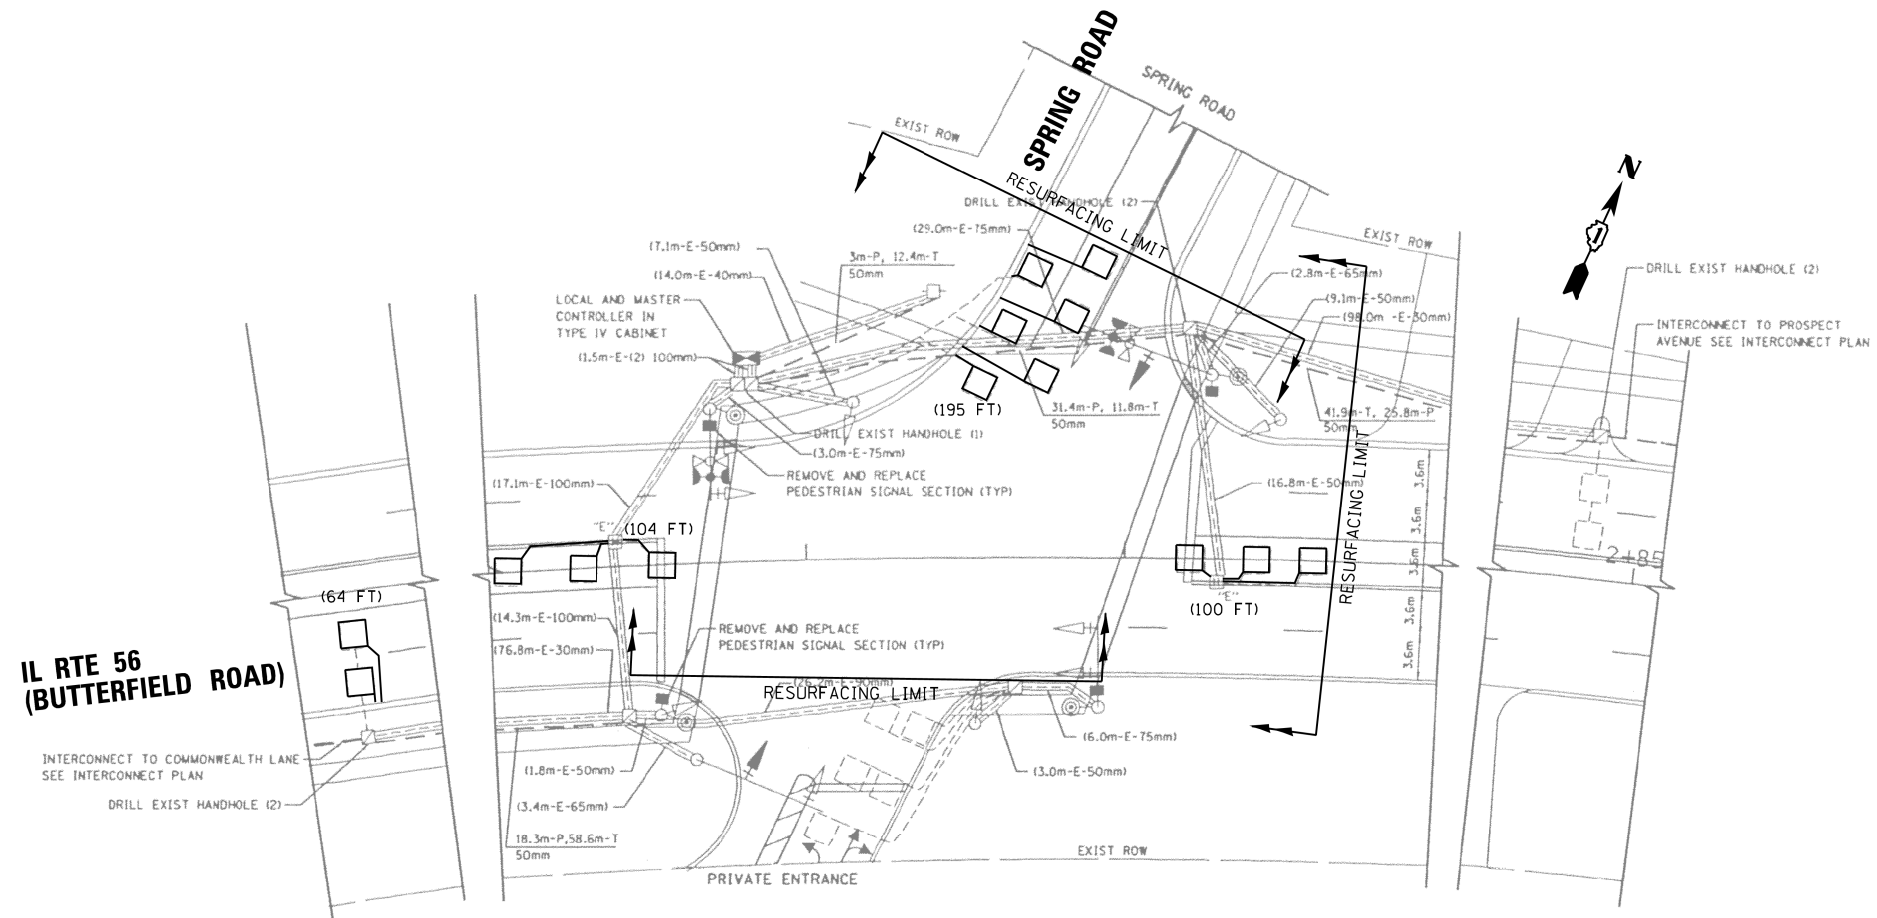 SPRING ROAD
SPRING ROAD
EXIST ROW
RESURFACING LIMIT
DRILL EXIST HANDHOLE (2)
(29.0m-E-75mm)
EXIST ROW
N
1
(7.1m-E-50mm)
(14.0m-E-40mm)
3m-P, 12.4m-T
50mm
(2.8m-E-65mm)
(9.1m-E-50mm)
(98.0m -E-30mm)
DRILL EXIST HANDHOLE (2)
LOCAL AND MASTER
CONTROLLER IN
TYPE IV CABINET
(1.5m-E-(2) 100mm)
INTERCONNECT TO PROSPECT
AVENUE SEE INTERCONNECT PLAN
(195 FT)
31.4m-P, 11.8m-T
50mm
41.9m-T, 25.8m-P
50mm
DRILL EXIST HANDHOLE (1)
(3.0m-E-75mm)
REMOVE AND REPLACE
PEDESTRIAN SIGNAL SECTION (TYP)
(17.1m-E-100mm)
(16.8m-E-50mm)
RESURFACING LIMIT
3.6m
3.6m
3.6m
3.6m
3.6m
"E"
(104 FT)
2+85
(64 FT)
"E"
(100 FT)
(14.3m-E-100mm)
(76.8m-E-30mm)
REMOVE AND REPLACE
PEDESTRIAN SIGNAL SECTION (TYP)
IL RTE 56
(BUTTERFIELD ROAD)
(26.2m-E-90mm)
RESURFACING LIMIT
(6.0m-E-75mm)
INTERCONNECT TO COMMONWEALTH LANE
SEE INTERCONNECT PLAN
DRILL EXIST HANDHOLE (2)
(1.8m-E-50mm)
(3.0m-E-50mm)
(3.4m-E-65mm)
18.3m-P,58.6m-T
50mm
EXIST ROW
PRIVATE ENTRANCE